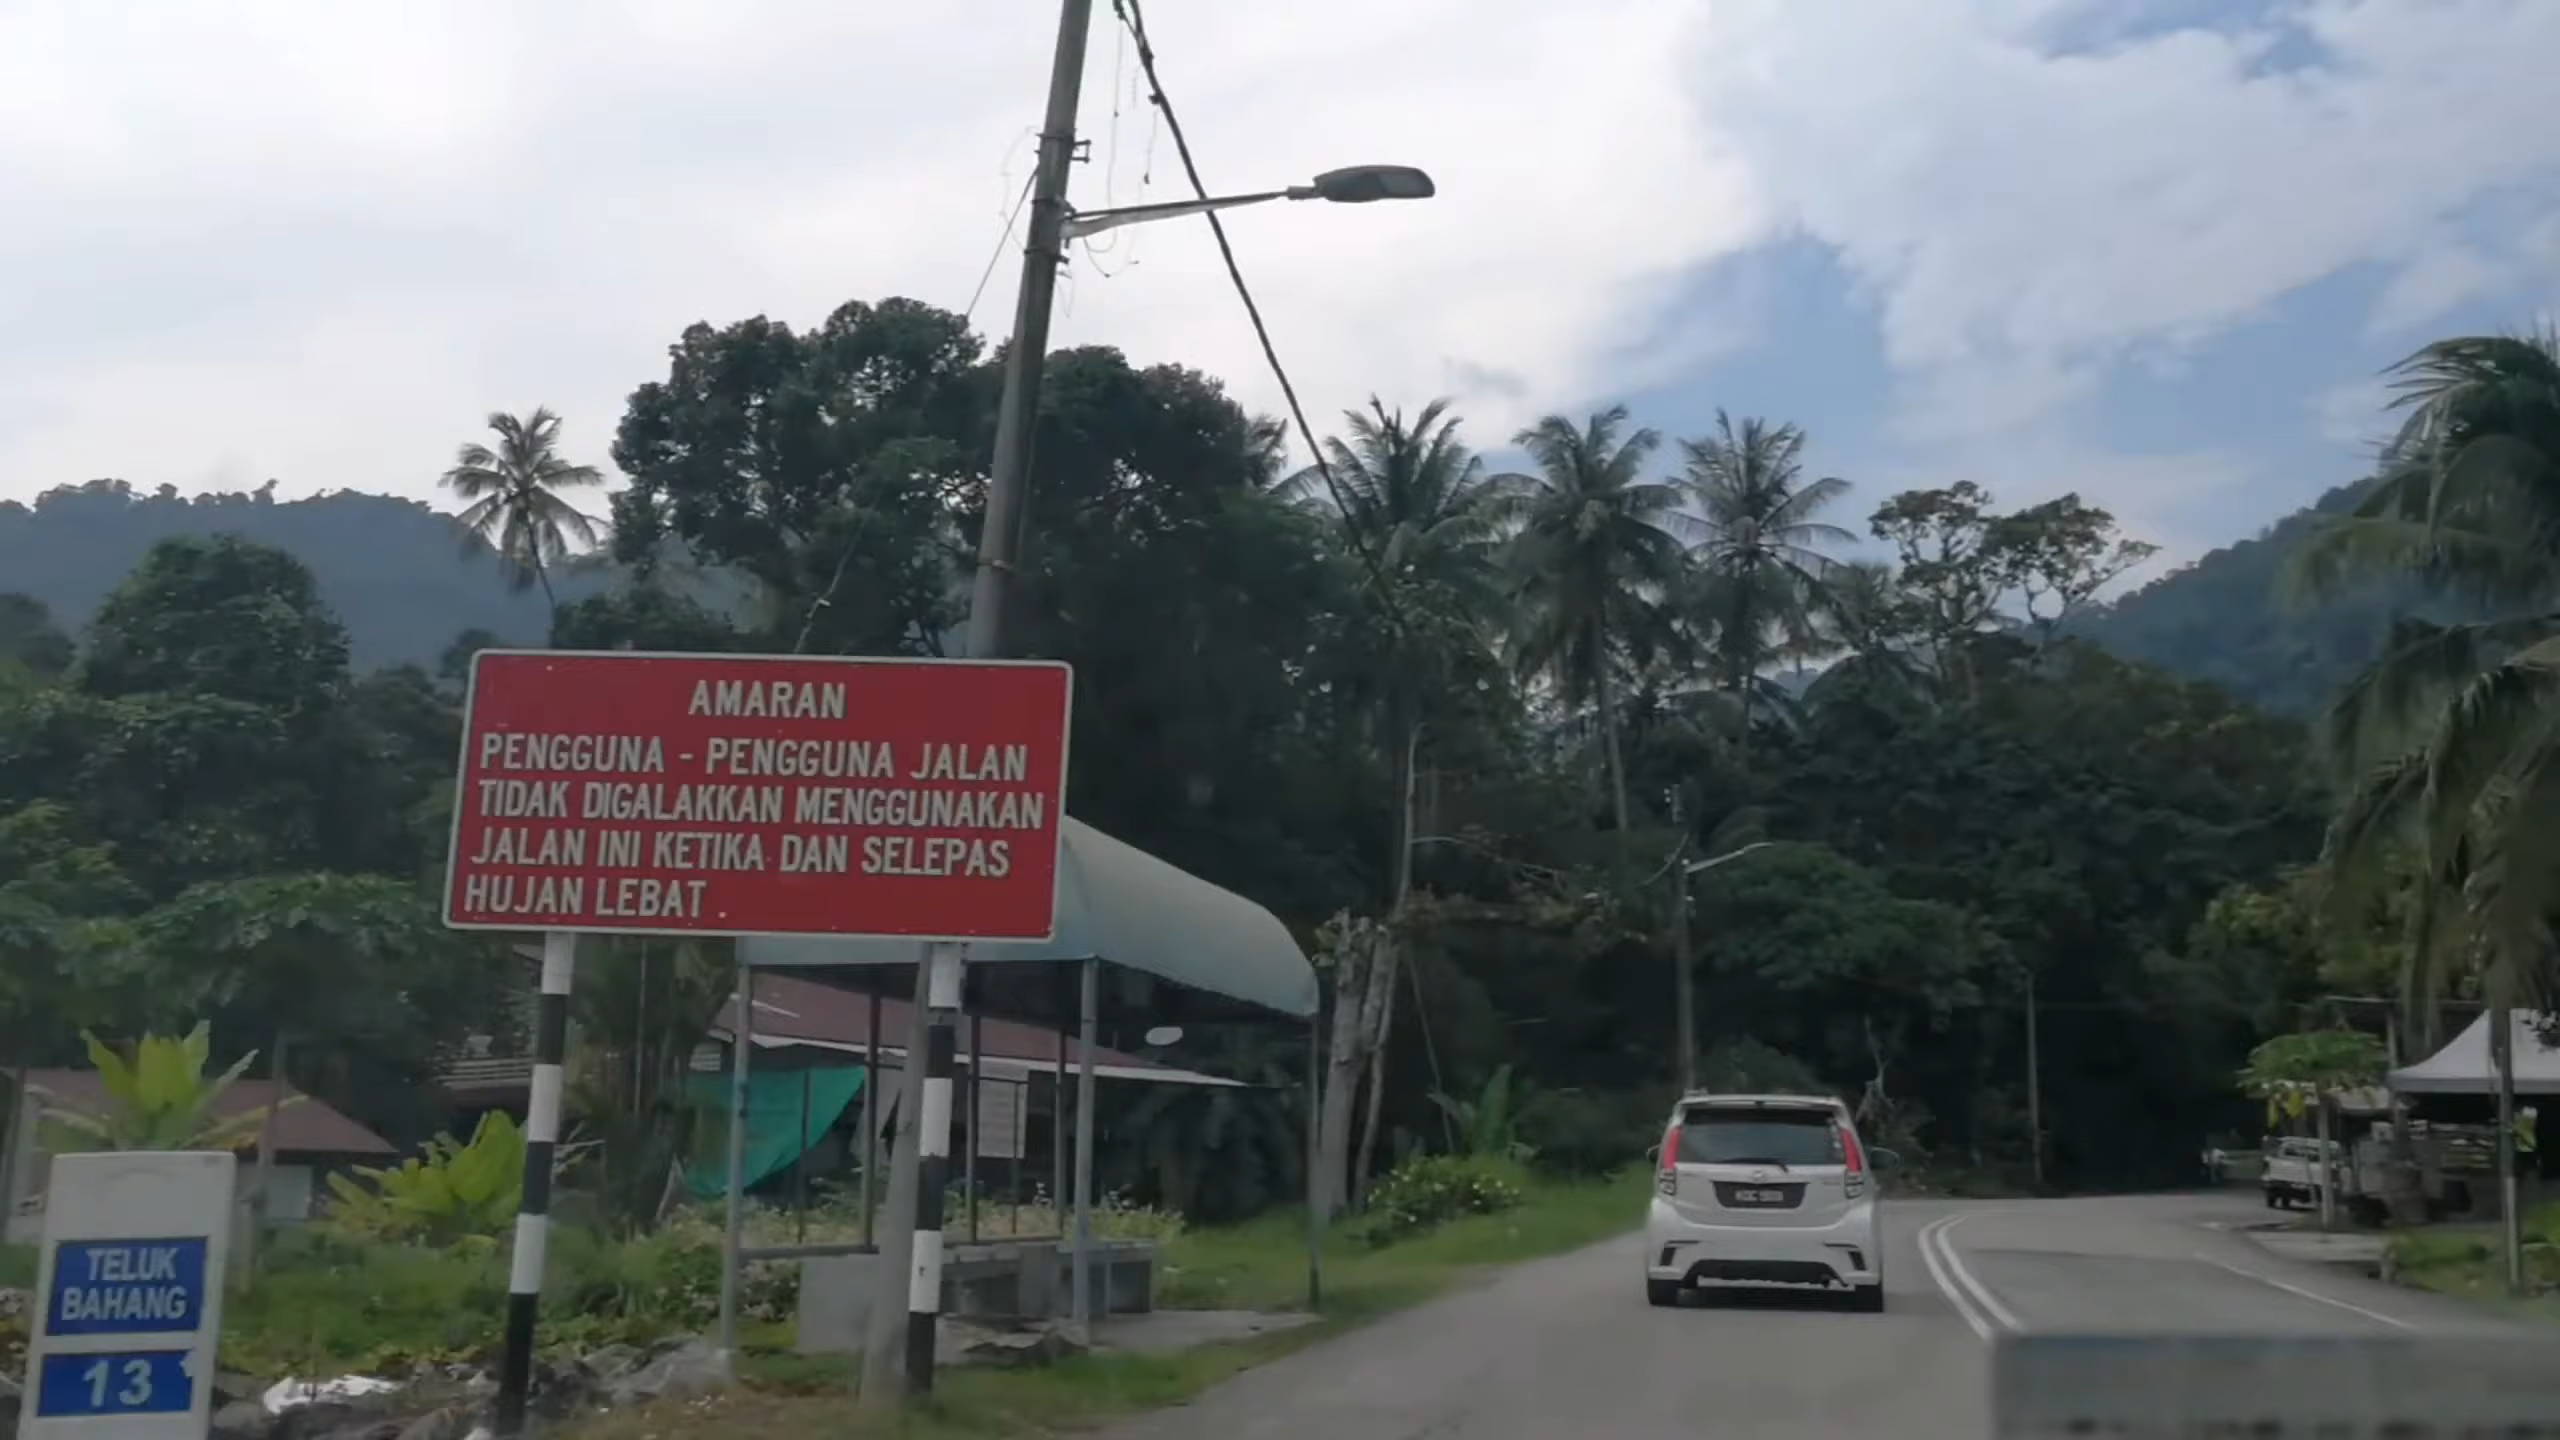 AMARAN
PENGGUNA - PENGGUNA JALAN
TIDAK DIGALAKKAN MENGGUNAKAN
JALAN INI KETIKA DAN SELEPAS
HUJAN LEBAT .
TELUK
BAHANG
13